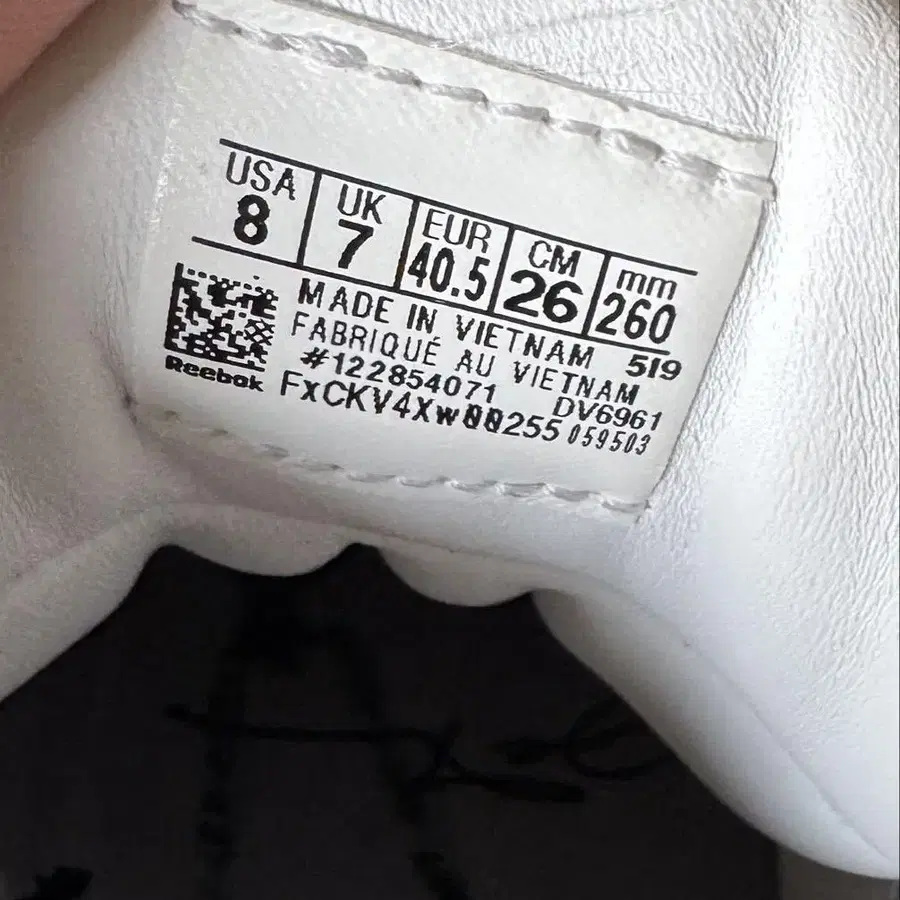 USA UK EUR CM mm
8 7 40.5 26 260
MADE IN VIETNAM 519
FABRIQUÉ AU VIETNAM
#122854071 DV6961
FxCKV4Xw00255 059503
Reebok